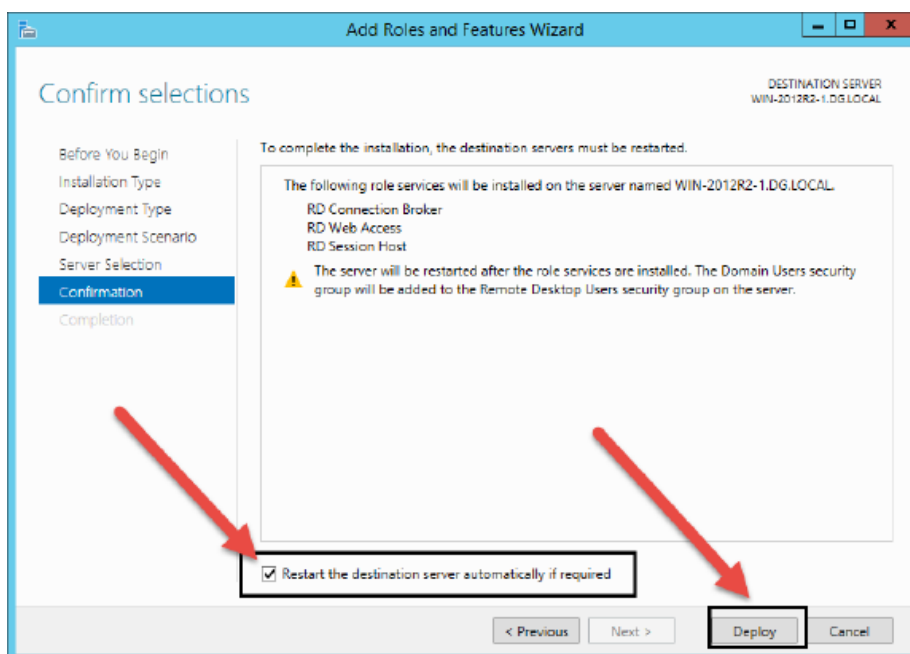 Add Roles and Features Wizard
Confirm selections
DESTINATION SERVER
WIN-2012R2-1.DG.LOCAL
Before You Begin
Installation Type
Deployment Type
Deployment Scenario
Server Selection
Confirmation
Completion
To complete the installation, the destination servers must be restarted.
The following role services will be installed on the server named WIN-2012R2-1.DG.LOCAL.
RD Connection Broker
RD Web Access
RD Session Host
The server will be restarted after the role services are installed. The Domain Users security
group will be added to the Remote Desktop Users security group on the server.
Restart the destination server automatically if required
< Previous
Next >
Deploy
Cancel